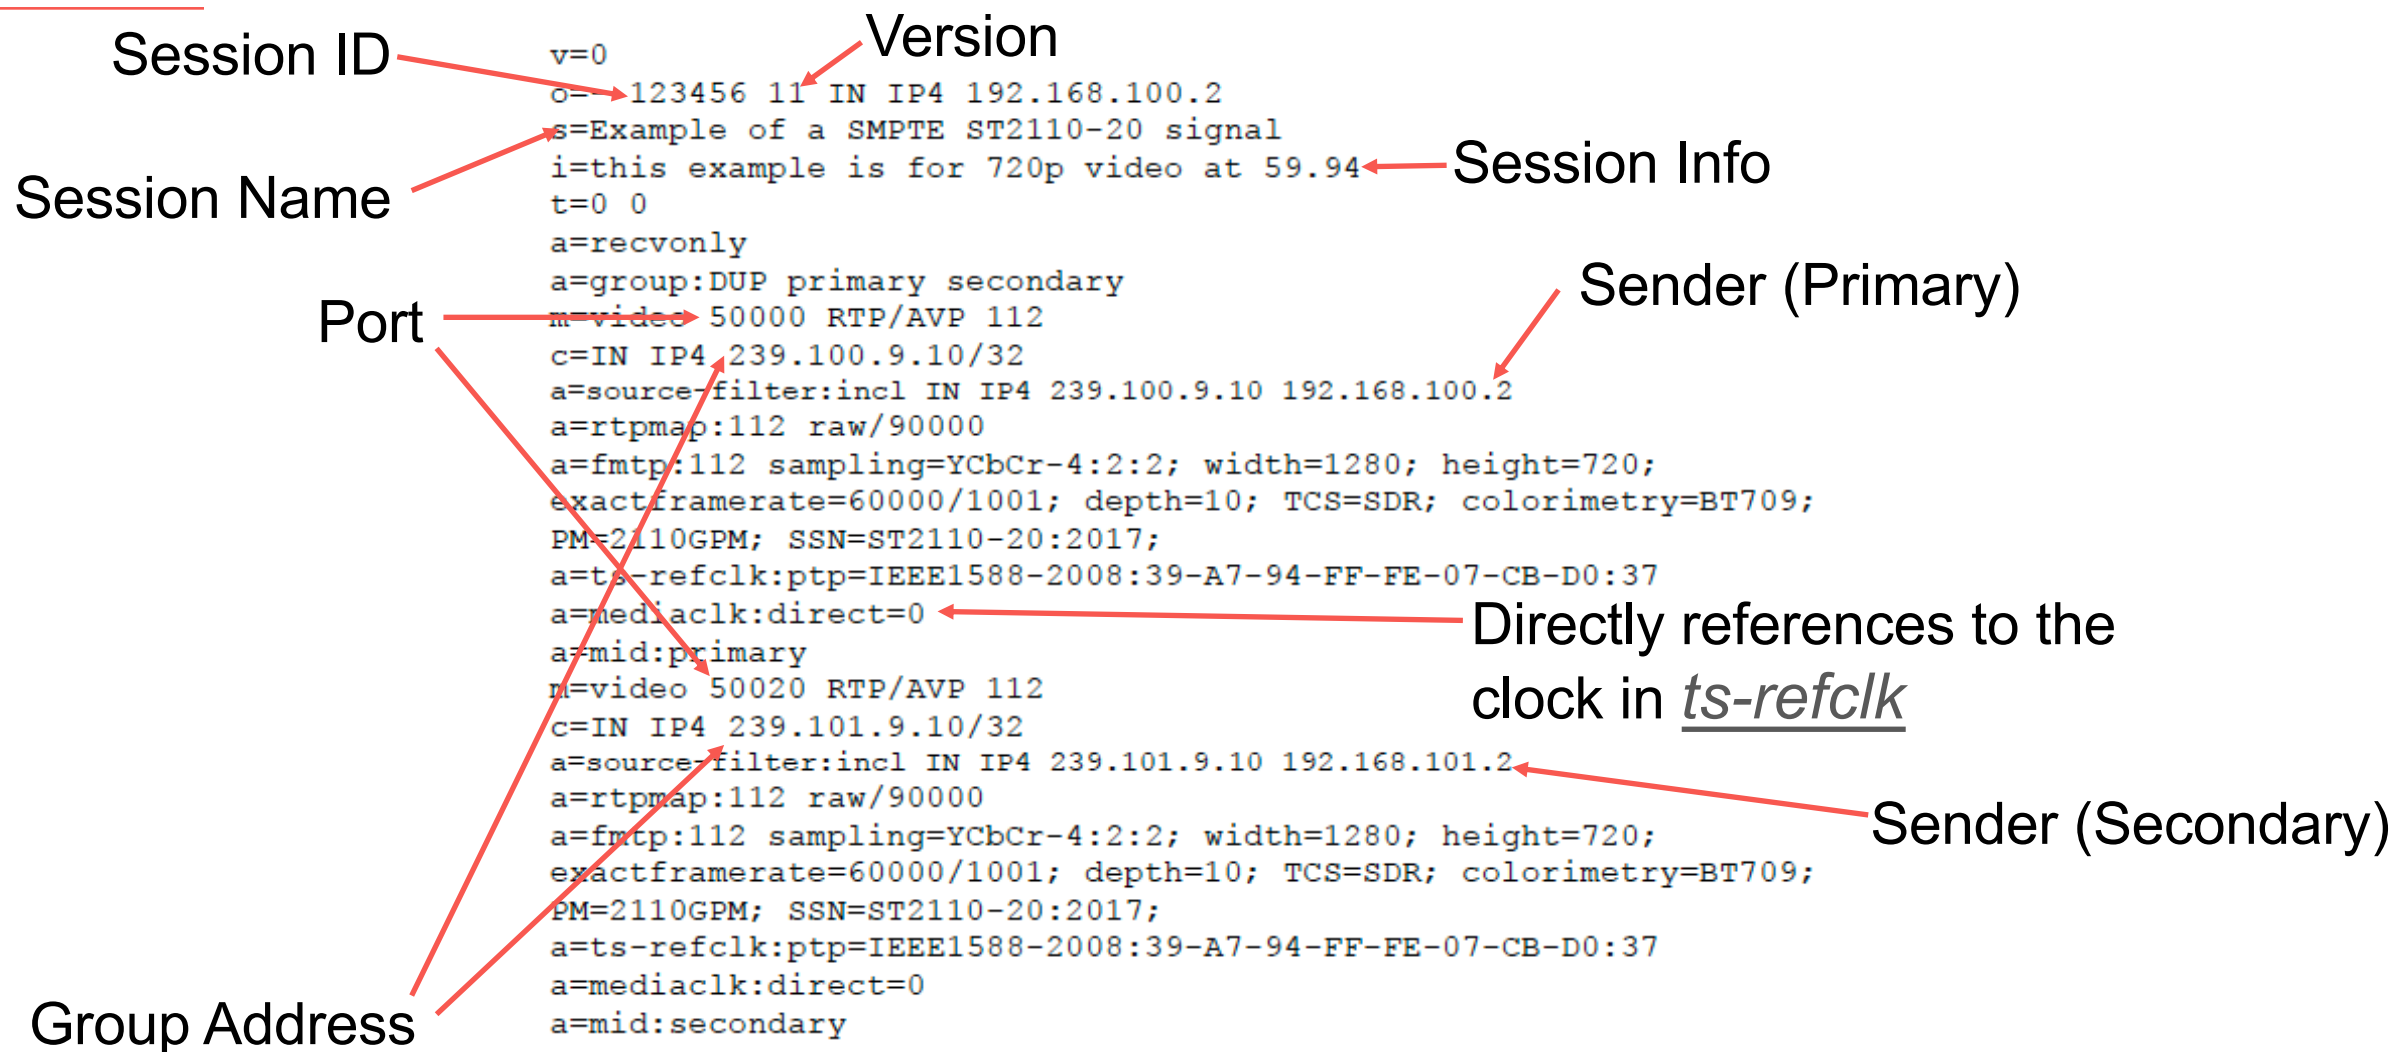 Session ID
Version
v=0
o=- 123456 11 IN IP4 192.168.100.2
s=Example of a SMPTE ST2110-20 signal
i=this example is for 720p video at 59.94
Session Info
Session Name
t=0 0
a=recvonly
a=group:DUP primary secondary
Sender (Primary)
Port
m=video 50000 RTP/AVP 112
c=IN IP4 239.100.9.10/32
a=source-filter:incl IN IP4 239.100.9.10 192.168.100.2
a=rtpmap:112 raw/90000
a=fmtp:112 sampling=YCbCr-4:2:2; width=1280; height=720;
exactframerate=60000/1001; depth=10; TCS=SDR; colorimetry=BT709;
PM=2110GPM; SSN=ST2110-20:2017;
a=ts-refclk:ptp=IEEE1588-2008:39-A7-94-FF-FE-07-CB-D0:37
a=mediaclk:direct=0
Directly references to the
clock in ts-refclk
a=mid:primary
m=video 50020 RTP/AVP 112
c=IN IP4 239.101.9.10/32
a=source-filter:incl IN IP4 239.101.9.10 192.168.101.2
Sender (Secondary)
a=rtpmap:112 raw/90000
a=fmtp:112 sampling=YCbCr-4:2:2; width=1280; height=720;
exactframerate=60000/1001; depth=10; TCS=SDR; colorimetry=BT709;
PM=2110GPM; SSN=ST2110-20:2017;
a=ts-refclk:ptp=IEEE1588-2008:39-A7-94-FF-FE-07-CB-D0:37
a=mediaclk:direct=0
a=mid:secondary
Group Address